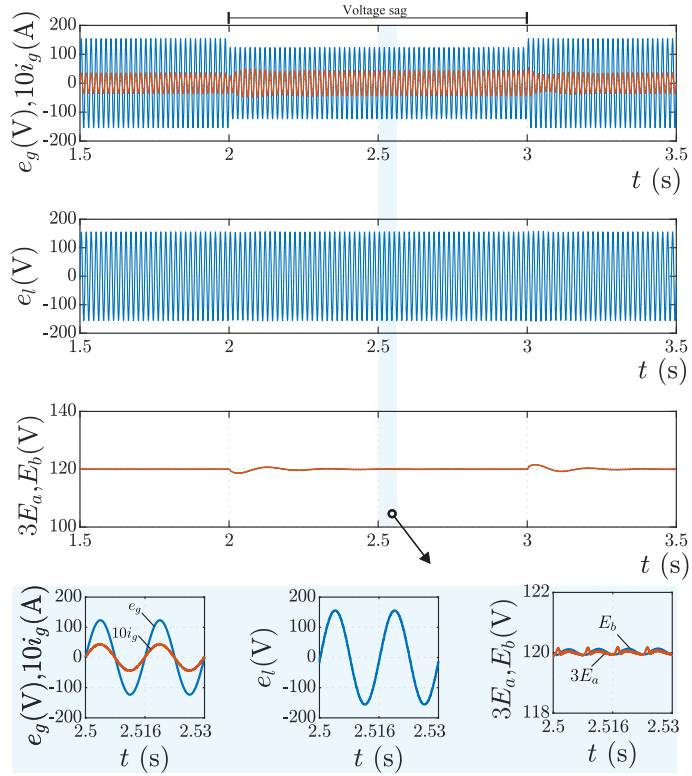 Voltage sag
e_g(V),10i_g(A)
200
100
0
-100
-200
1.5 2 2.5 3 3.5
t (s)
e_l(V)
200
100
0
-100
-200
1.5 2 2.5 3 3.5
t (s)
3E_a,E_b(V)
140
120
100
1.5 2 2.5 3 3.5
t (s)
e_g(V),10i_g(A)
200
100
0
-100
-200
e_g
10i_g
2.5 2.516 2.53
t (s)
e_l(V)
200
100
0
-100
-200
2.5 2.516 2.53
t (s)
3E_a,E_b(V)
122
120
118
E_b
3E_a
2.5 2.516 2.53
t (s)